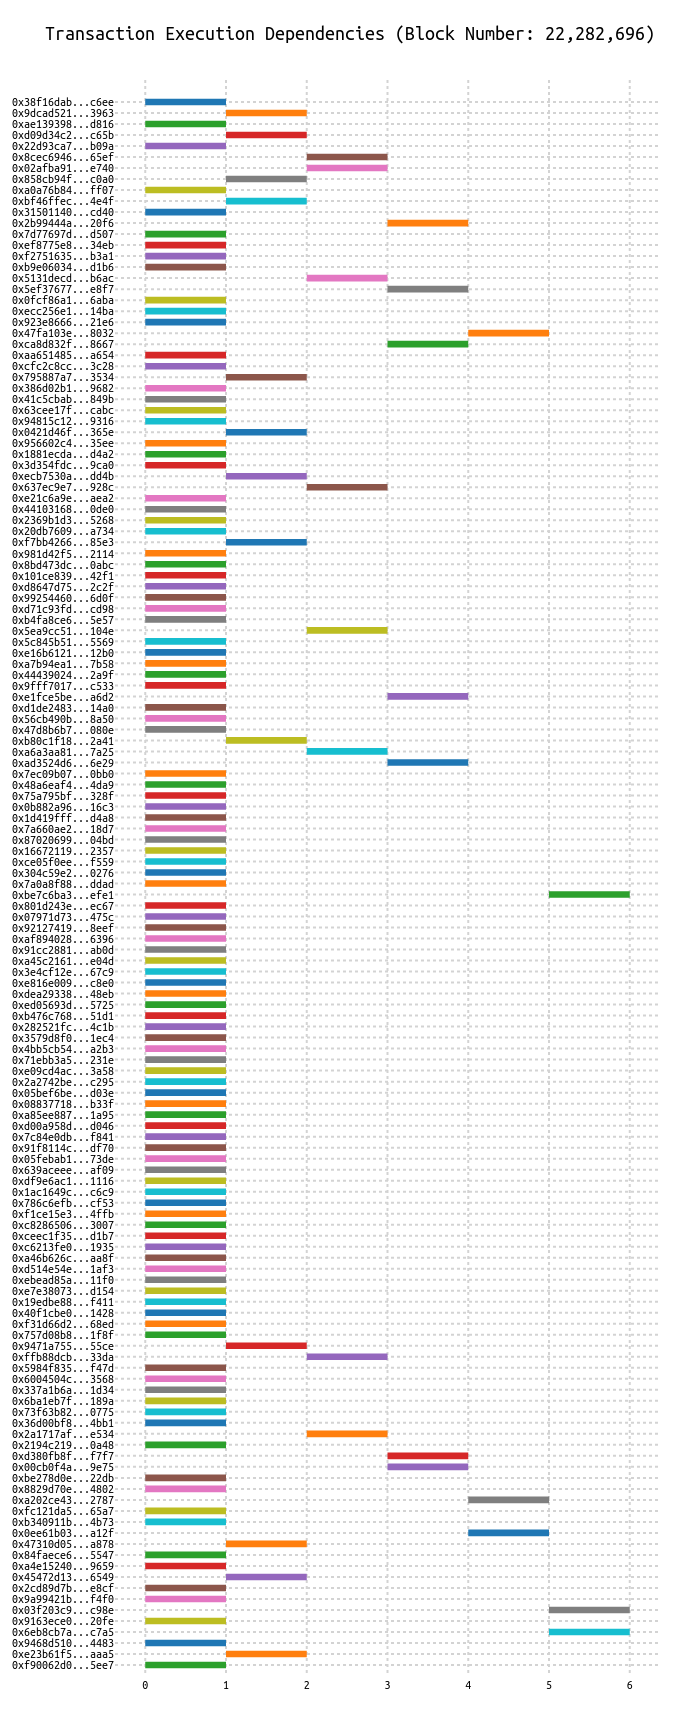 Transaction Execution Dependencies (Block Number: 22,282,696)
0x38f16dab...c6ee
0x9dcad521...3963
0xae139398...d816
0xd09d34c2...c65b
0x22d93ca7...b09a
0x8cec6946...65ef
0x02afba91...e740
0x858cb94f...c0a0
0xa0a76b84...ff07
0xbf46ffec...4e4f
0x31501140...cd40
0x2b99444a...20f6
0x7d77697d...d507
0xef8775e8...34eb
0xf2751635...b3a1
0xb9e06034...d1b6
0x5131decd...b6ac
0x5ef37677...e8f7
0x0fcf86a1...6aba
0xecc256e1...14ba
0x923e8666...21e6
0x47fa103e...8032
0xca8d832f...8667
0xaa651485...a654
0xcfc2c8cc...3c28
0x795887a7...3534
0x386d02b1...9682
0x41c5cbab...849b
0x63cee17f...cabc
0x94815c12...9316
0x0421d46f...365e
0x956602c4...35ee
0x1881ecda...d4a2
0x3d354fdc...9ca0
0xecb7530a...dd4b
0x637ec9e7...928c
0xe21c6a9e...aea2
0x44103168...0de0
0x2369b1d3...5268
0x20db7609...a734
0xf7bb4266...85e3
0x981d42f5...2114
0x8bd473dc...0abc
0x101ce839...42f1
0xd8647d75...2c2f
0x99254460...6d0f
0xd71c93fd...cd98
0xb4fa8ce6...5e57
0x5ea9cc51...104e
0x5c845b51...5569
0xe16b6121...12b0
0xa7b94ea1...7b58
0x44439024...2a9f
0x9fff7017...c533
0xe1fce5be...a6d2
0xd1de2483...14a0
0x56cb490b...8a50
0x47d8b6b7...080e
0xb80c1f18...2a41
0xa6a3aa81...7a25
0xad3524d6...6e29
0x7ec09b07...0bb0
0x48a6eaf4...4da9
0x75a795bf...328f
0x0b882a96...16c3
0x1d419fff...d4a8
0x7a660ae2...18d7
0x87020699...04bd
0x16672119...2357
0xce05f0ee...f559
0x304c59e2...0276
0x7a0a8f88...ddad
0xbe7c6ba3...efe1
0x801d243e...ec67
0x07971d73...475c
0x92127419...8eef
0xaf894028...6396
0x91cc2881...ab0d
0xa45c2161...e04d
0x3e4cf12e...67c9
0xe816e009...c8e0
0xdea29338...48eb
0xed05693d...5725
0xb476c768...51d1
0x282521fc...4c1b
0x3579d8f0...1ec4
0x4bb5cb54...a2b3
0x71ebb3a5...231e
0xe09cd4ac...3a58
0x2a2742be...c295
0x05bef6be...d03e
0x08837718...b33f
0xa85ee887...1a95
0xd00a958d...d046
0x7c84e0db...f841
0x91f8114c...df70
0x05febab1...73de
0x639aceee...af09
0xdf9e6ac1...1116
0x1ac1649c...c6c9
0x786c6efb...cf53
0xf1ce15e3...4ffb
0xc8286506...3007
0xceec1f35...d1b7
0xc6213fe0...1935
0xa46b626c...aa8f
0xd514e54e...1af3
0xebead85a...11f0
0xe7e38073...d154
0x19edbe88...f411
0x40f1cbe0...1428
0xf31d66d2...68ed
0x757d08b8...1f8f
0x9471a755...55ce
0xffb88dcb...33da
0x5984f835...f47d
0x6004504c...3568
0x337a1b6a...1d34
0x6ba1eb7f...189a
0x73f63b82...0775
0x36d00bf8...4bb1
0x2a1717af...e534
0x2194c219...0a48
0xd380fb8f...f7f7
0x00cb0f4a...9e75
0xbe278d0e...22db
0x8829d70e...4802
0xa202ce43...2787
0xfc121da5...65a7
0xb340911b...4b73
0x0ee61b03...a12f
0x47310d05...a878
0x84faece6...5547
0xa4e15240...9659
0x45472d13...6549
0x2cd89d7b...e8cf
0x9a99421b...f4f0
0x03f203c9...c98e
0x9163ece0...20fe
0x6eb8cb7a...c7a5
0x9468d510...4483
0xe23b61f5...aaa5
0xf90062d0...5ee7
0 1 2 3 4 5 6